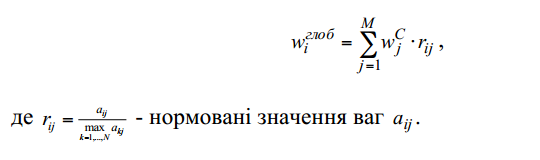 $w_i^{глоб} = \sum_{j=1}^{M} w_j^C \cdot r_{ij}$ ,
де $r_{ij} = \frac{a_{ij}}{\max_{k=1,...,N} a_{kj}}$ - нормовані значення ваг $a_{ij}$.